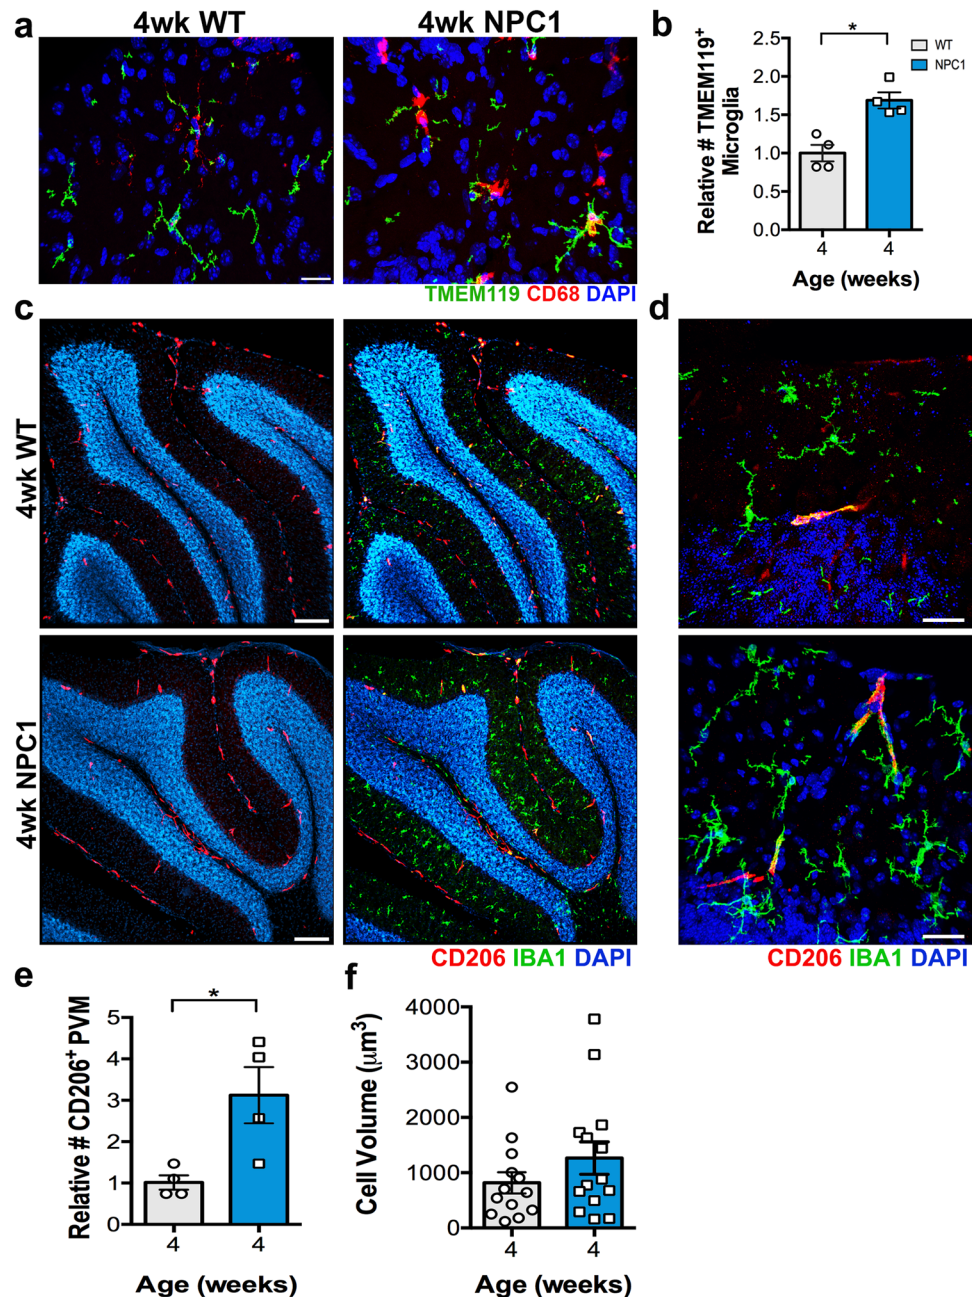 a
4wk WT
4wk NPC1
TMEM119 CD68 DAPI
b
Relative # TMEM119⁺
Microglia
2.5
2.0
1.5
1.0
0.5
0.0
*
WT
NPC1
4
4
Age (weeks)
c
4wk WT
4wk NPC1
CD206 IBA1 DAPI
d
CD206 IBA1 DAPI
e
Relative # CD206⁺ PVM
5
4
3
2
1
0
*
4
4
Age (weeks)
f
Cell Volume (μm³)
4000
3000
2000
1000
0
4
4
Age (weeks)